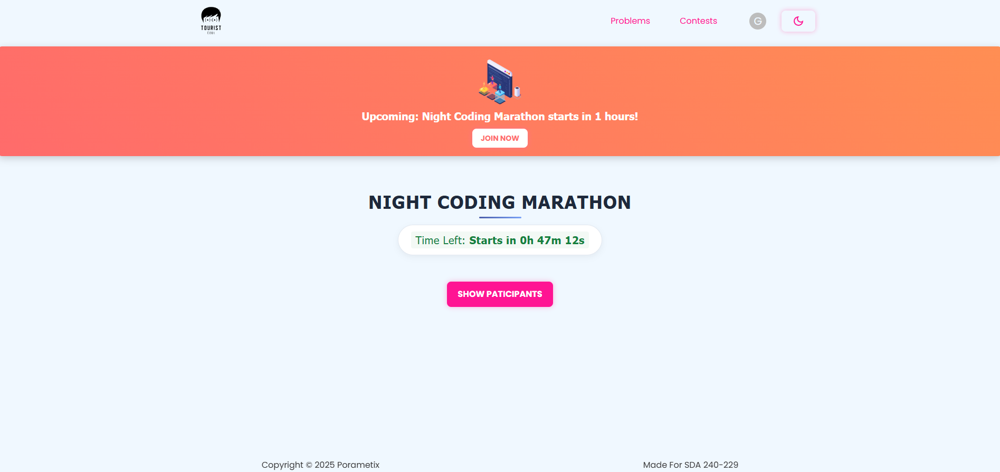 TOURIST
CODE
Problems
Contests
G
Upcoming: Night Coding Marathon starts in 1 hours!
JOIN NOW
NIGHT CODING MARATHON
Time Left: Starts in 0h 47m 12s
SHOW PATICIPANTS
Copyright © 2025 Porametix
Made For SDA 240-229